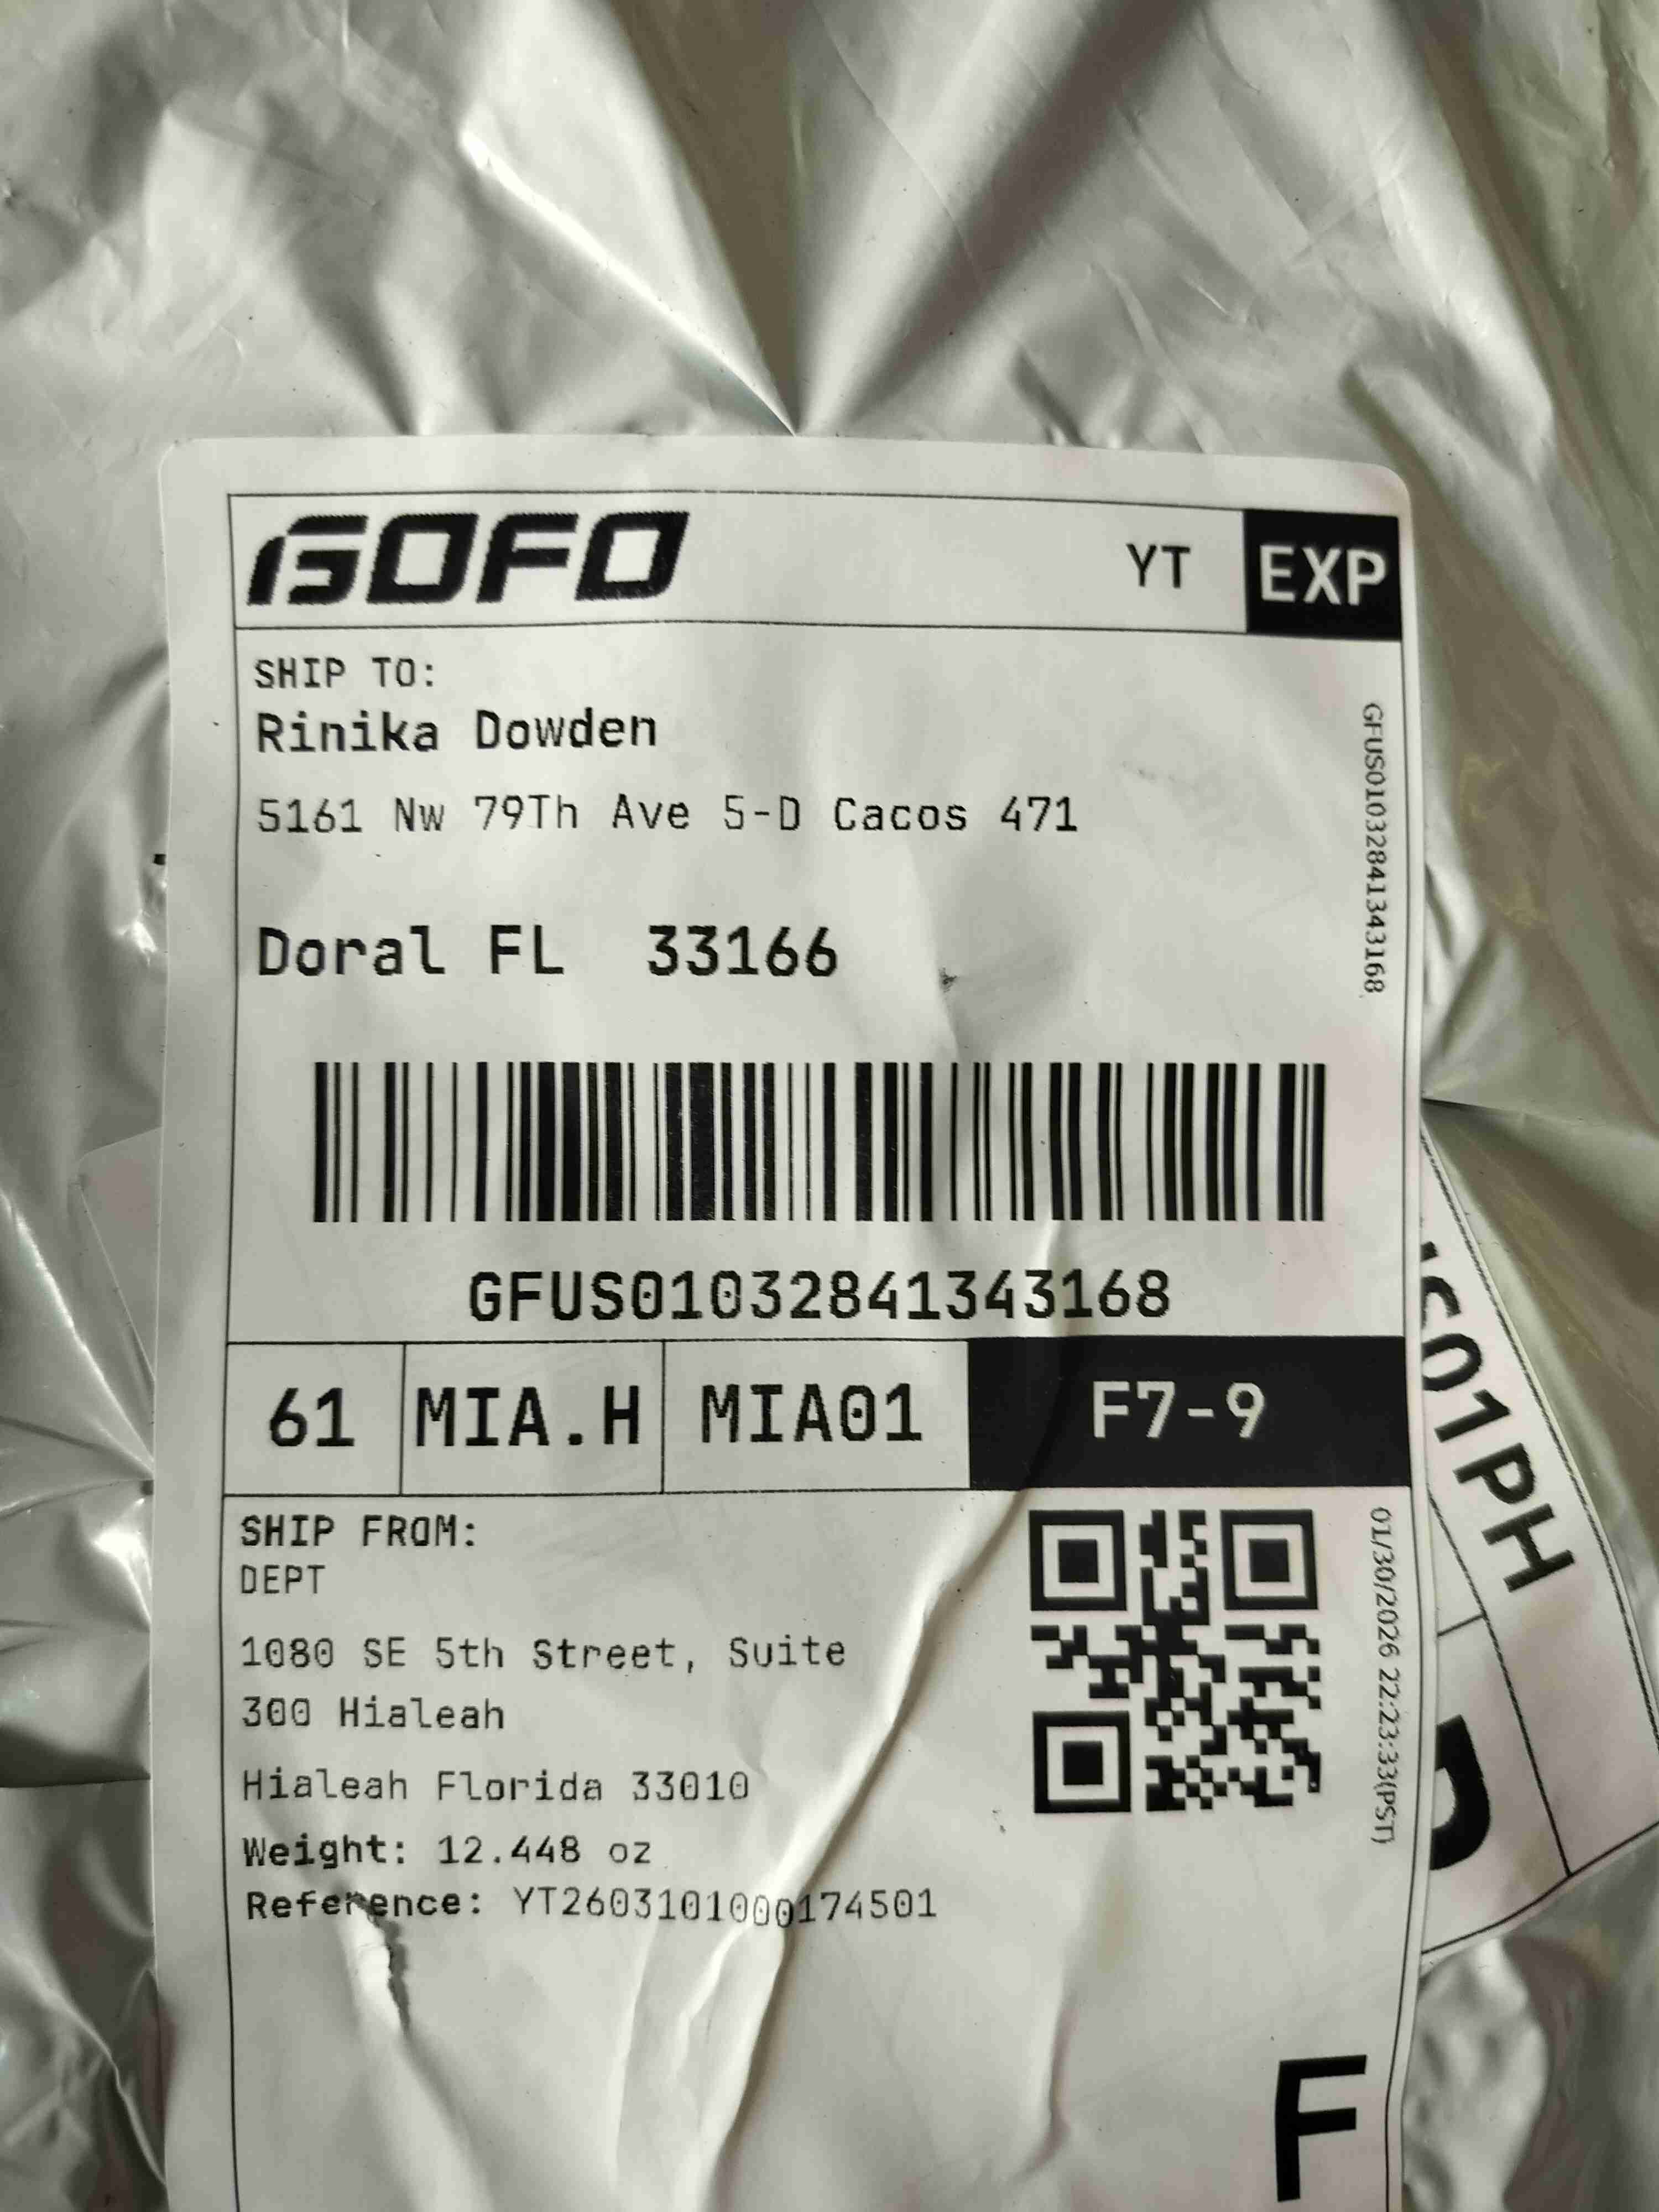 GOFO
YT
EXP
SHIP TO:
Rinika Dowden
5161 Nw 79Th Ave 5-D Cacos 471
Doral FL 33166
GFUS01032841343168
GFUS01032841343168
61
MIA.H
MIA01
F7-9
SHIP FROM:
DEPT
1080 SE 5th Street, Suite
300 Hialeah
Hialeah Florida 33010
Weight: 12.448 oz
Reference: YT2603101000174501
01/30/2026 22:23:33(PST)
F
S01PH